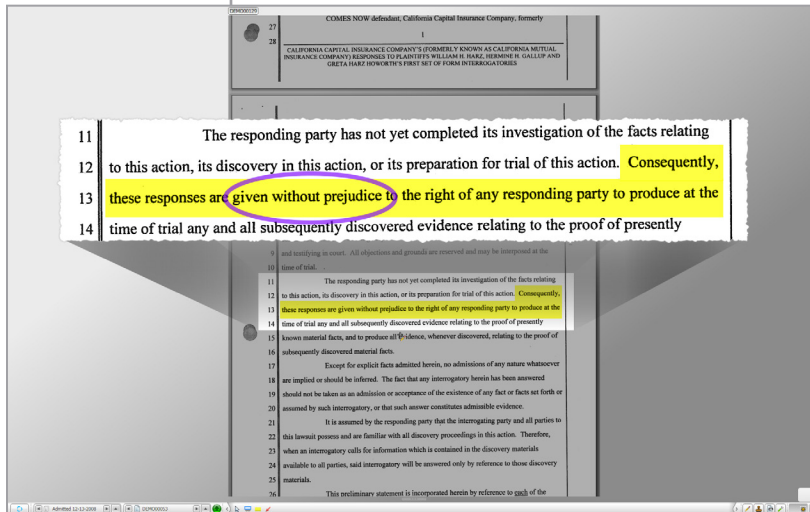 DEMO00129
27 COMES NOW defendant, California Capital Insurance Company, formerly
28 1
CALIFORNIA CAPITAL INSURANCE COMPANY'S (FORMERLY KNOWN AS CALIFORNIA MUTUAL
INSURANCE COMPANY) RESPONSES TO PLAINTIFFS WILLIAM H. HARZ, HERMINE H. GALLUP AND
GRETA HARZ HOWORTH'S FIRST SET OF FORM INTERROGATORIES
11 The responding party has not yet completed its investigation of the facts relating
12 to this action, its discovery in this action, or its preparation for trial of this action. Consequently,
13 these responses are given without prejudice to the right of any responding party to produce at the
14 time of trial any and all subsequently discovered evidence relating to the proof of presently
9 and testifying in court. All objections and grounds are reserved and may be interposed at the
10 time of trial.
11 The responding party has not yet completed its investigation of the facts relating
12 to this action, its discovery in this action, or its preparation for trial of this action. Consequently,
13 these responses are given without prejudice to the right of any responding party to produce at the
14 time of trial any and all subsequently discovered evidence relating to the proof of presently
15 known material facts, and to produce all evidence, whenever discovered, relating to the proof of
16 subsequently discovered material facts.
17 Except for explicit facts admitted herein, no admissions of any nature whatsoever
18 are implied or should be inferred. The fact that any interrogatory herein has been answered
19 should not be taken as an admission or acceptance of the existence of any fact or facts set forth or
20 assumed by such interrogatory, or that such answer constitutes admissible evidence.
21 It is assumed by the responding party that the interrogating party and all parties to
22 this lawsuit possess and are familiar with all discovery proceedings in this action. Therefore,
23 when an interrogatory calls for information which is contained in the discovery materials
24 available to all parties, said interrogatory will be answered only by reference to those discovery
25 materials.
26 This preliminary statement is incorporated herein by reference to each of the
Admitted 12-13-2008